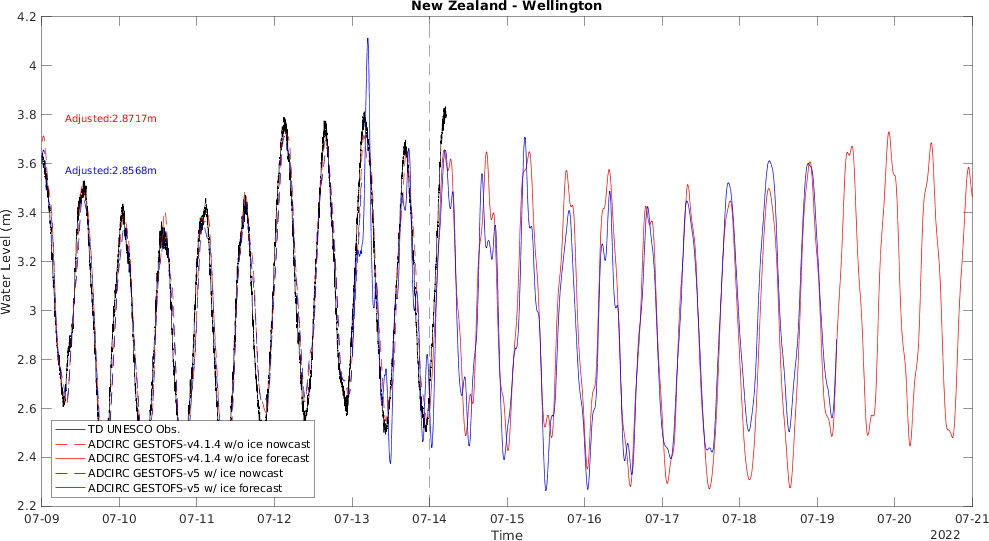 New Zealand - Wellington
4.2
4
3.8
3.6
3.4
3.2
3
2.8
2.6
2.4
2.2
Water Level (m)
Adjusted:2.8717m
Adjusted:2.8568m
TD UNESCO Obs.
ADCIRC GESTOFS-v4.1.4 w/o ice nowcast
ADCIRC GESTOFS-v4.1.4 w/o ice forecast
ADCIRC GESTOFS-v5 w/ ice nowcast
ADCIRC GESTOFS-v5 w/ ice forecast
07-09 07-10 07-11 07-12 07-13 07-14 07-15 07-16 07-17 07-18 07-19 07-20 07-21
Time
2022